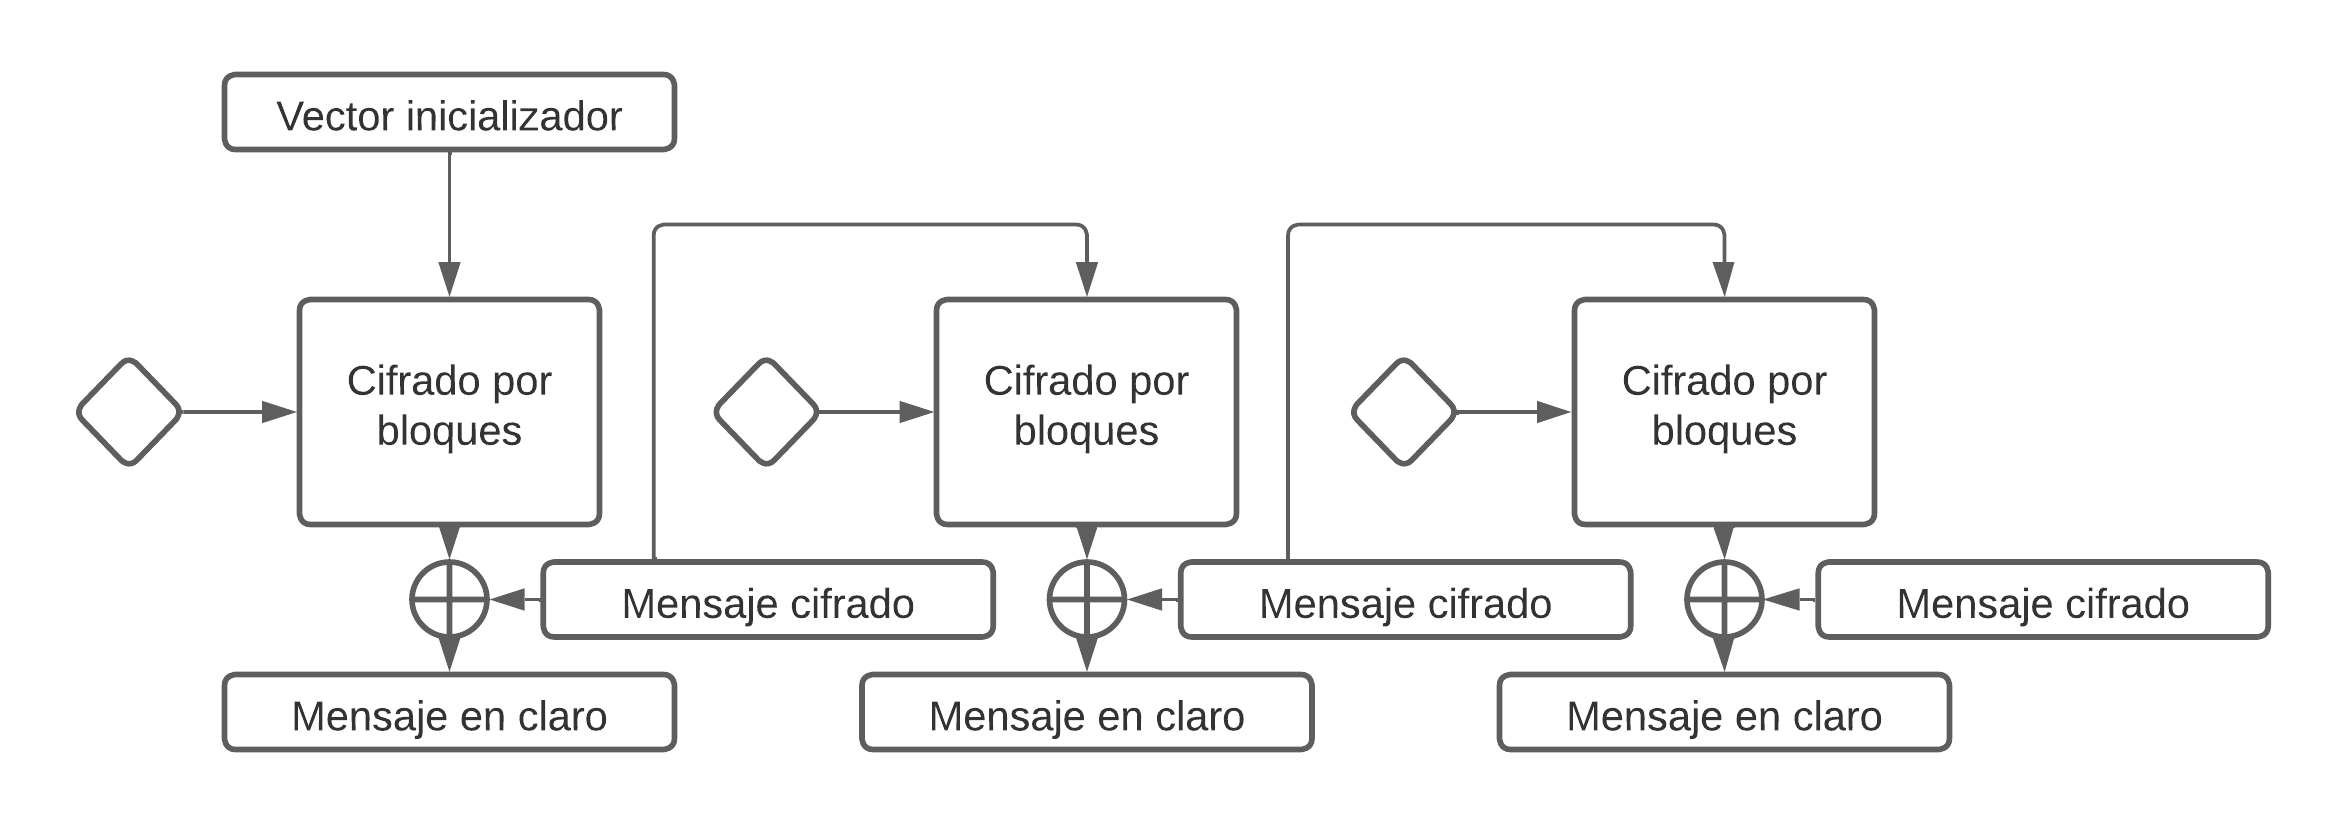 Vector inicializador
Cifrado por
bloques
Cifrado por
bloques
Cifrado por
bloques
Mensaje cifrado
Mensaje cifrado
Mensaje cifrado
Mensaje en claro
Mensaje en claro
Mensaje en claro